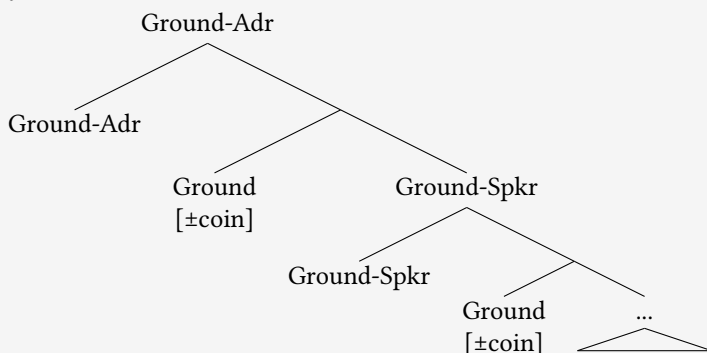 Ground-Adr
Ground-Adr
Ground Ground-Spkr
[±coin]
Ground-Spkr
Ground ...
[±coin]